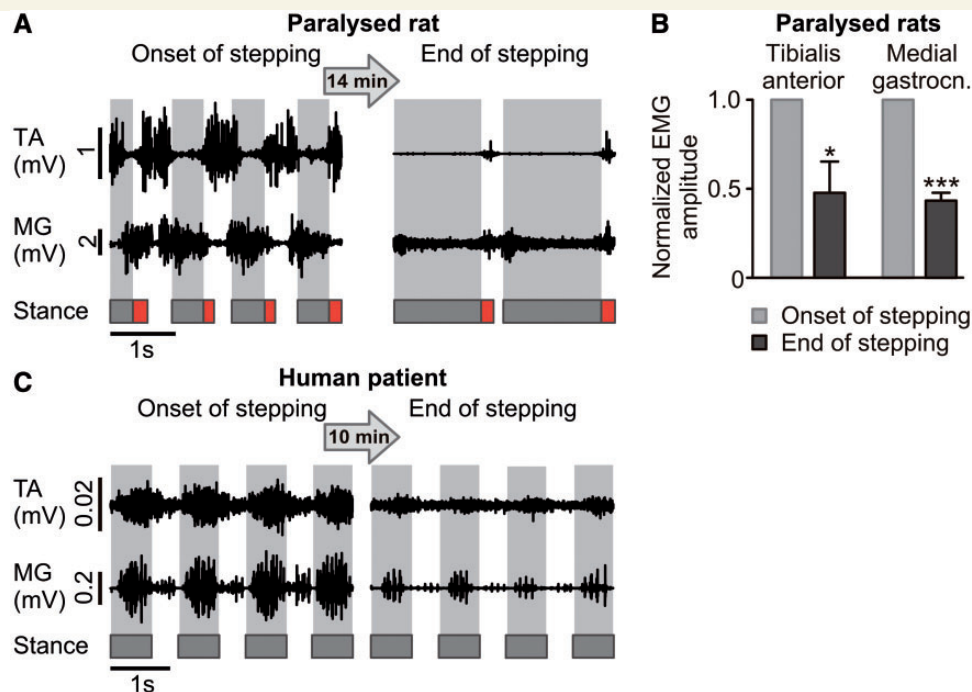 A
Paralysed rat
Onset of stepping
14 min
End of stepping
TA
(mV)
1
MG
(mV)
2
Stance
1s
B
Paralysed rats
Tibialis
anterior
Medial
gastrocn.
Normalized EMG
amplitude
1.0
0.5
0
*
***
Onset of stepping
End of stepping
C
Human patient
Onset of stepping
10 min
End of stepping
TA
(mV)
0.02
MG
(mV)
0.2
Stance
1s